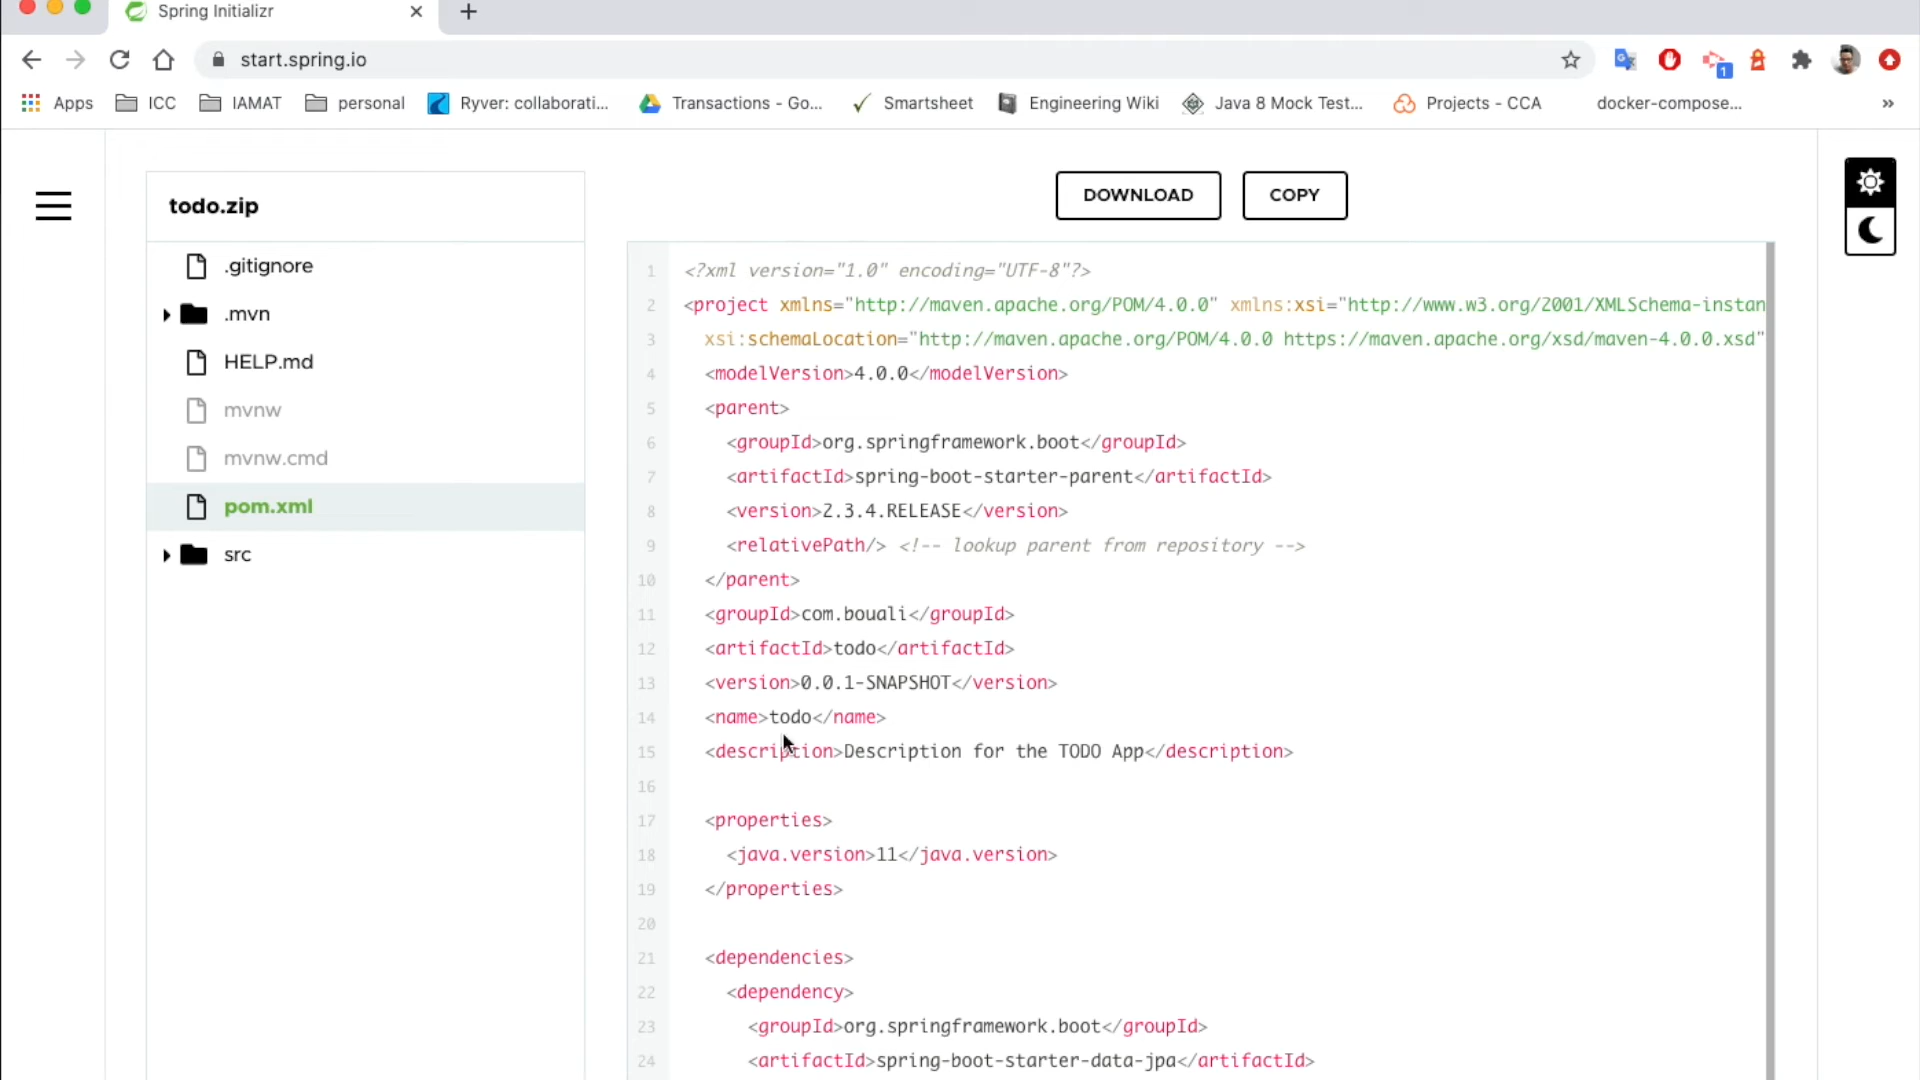 Spring Initializr
start.spring.io
1
Apps
ICC
IAMAT
personal
Ryver: collaborati...
Transactions - Go...
Smartsheet
Engineering Wiki
Java 8 Mock Test...
Projects - CCA
docker-compose...
»
todo.zip
DOWNLOAD
COPY
.gitignore
.mvn
HELP.md
mvnw
mvnw.cmd
pom.xml
src
1 <?xml version="1.0" encoding="UTF-8"?>
2 <project xmlns="http://maven.apache.org/POM/4.0.0" xmlns:xsi="http://www.w3.org/2001/XMLSchema-instan
3 xsi:schemaLocation="http://maven.apache.org/POM/4.0.0 https://maven.apache.org/xsd/maven-4.0.0.xsd"
4 <modelVersion>4.0.0</modelVersion>
5 <parent>
6 <groupId>org.springframework.boot</groupId>
7 <artifactId>spring-boot-starter-parent</artifactId>
8 <version>2.3.4.RELEASE</version>
9 <relativePath/> <!-- lookup parent from repository -->
10 </parent>
11 <groupId>com.bouali</groupId>
12 <artifactId>todo</artifactId>
13 <version>0.0.1-SNAPSHOT</version>
14 <name>todo</name>
15 <description>Description for the TODO App</description>
16
17 <properties>
18 <java.version>11</java.version>
19 </properties>
20
21 <dependencies>
22 <dependency>
23 <groupId>org.springframework.boot</groupId>
24 <artifactId>spring-boot-starter-data-jpa</artifactId>